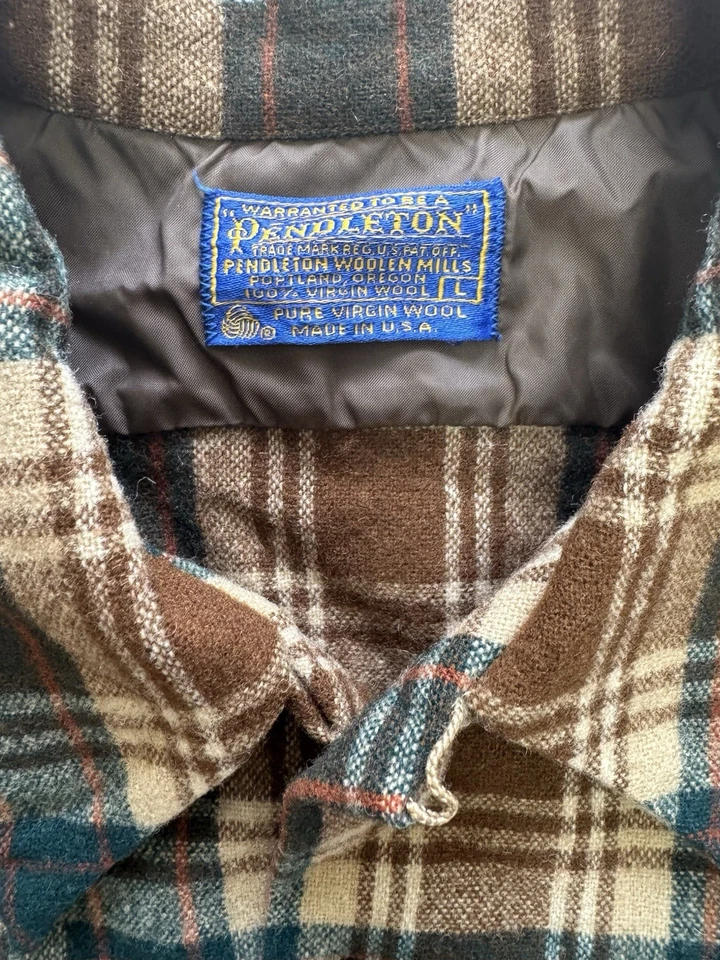 "WARRANTED TO BE A
PENDLETON"
TRADE MARK REG. U.S. PAT. OFF.
PENDLETON WOOLEN MILLS
PORTLAND, OREGON
100% VIRGIN WOOL L
® PURE VIRGIN WOOL
MADE IN U.S.A.